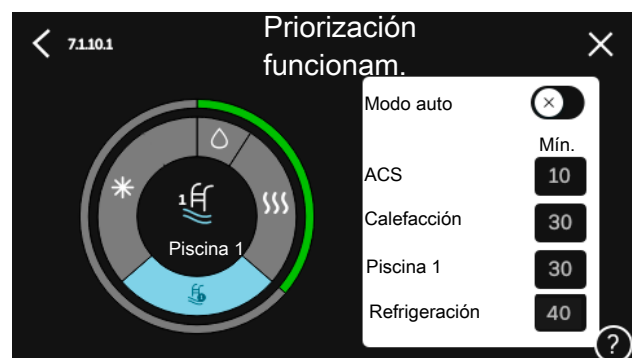 7.1.10.1
Priorización
funcionam.
Modo auto
Mín.
ACS
10
Calefacción
30
Piscina 1
30
Refrigeración
40
1
Piscina 1
1
?